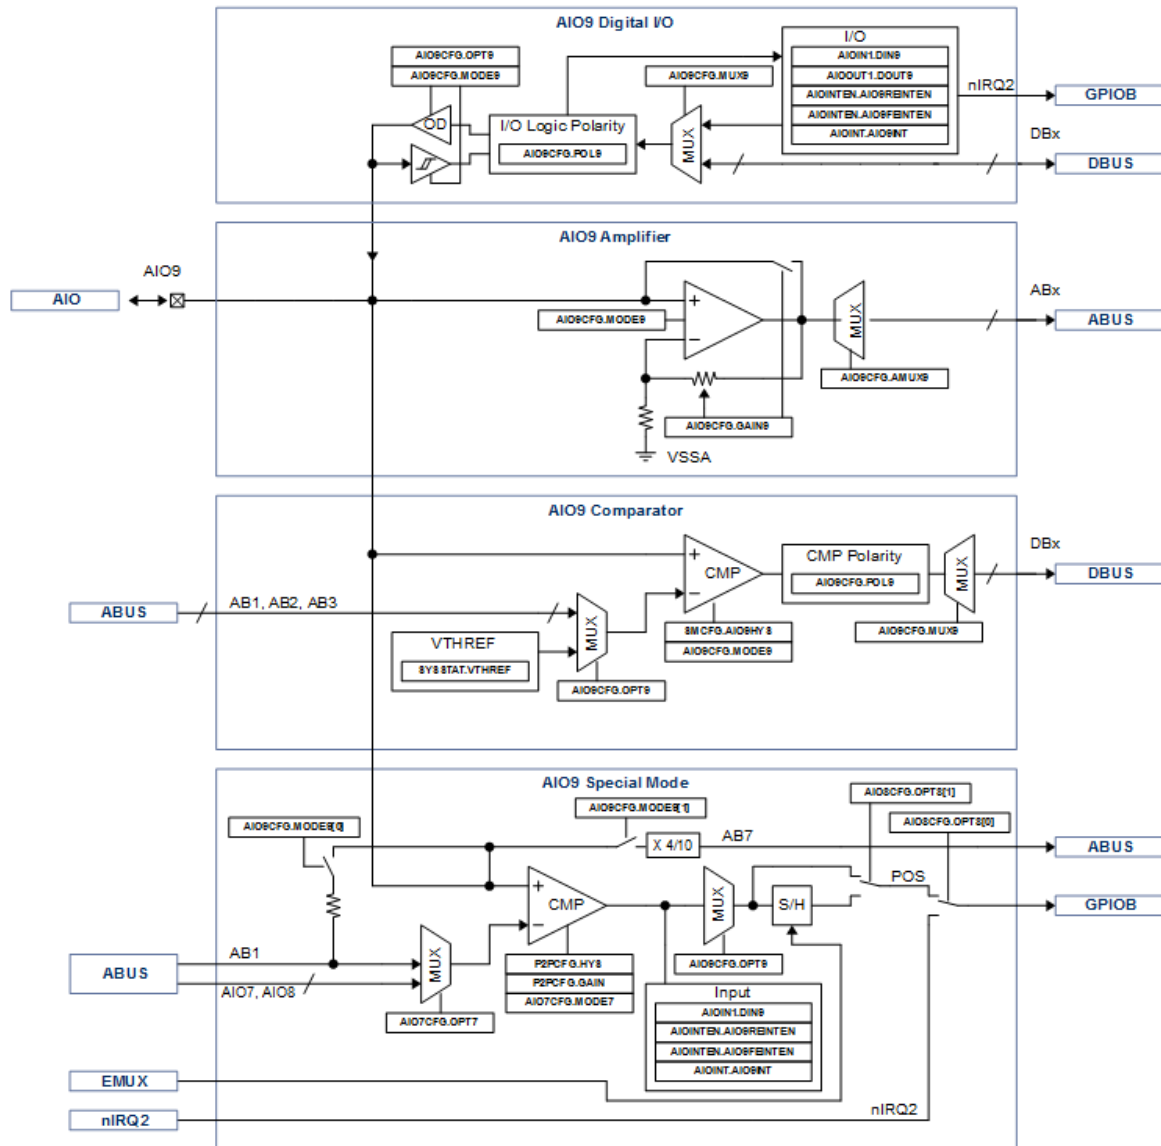 AIO9 Digital I/O
AIO9CFG.OPT9
AIO9CFG.MODE9
OD
I/O Logic Polarity
AIO9CFG.POL9
AIO9CFG.MUX9
MUX
I/O
AIOIN1.DIN9
AIOOUT1.DOUT9
AIOINTEN.AIO9REINTEN
AIOINTEN.AIO9FEINTEN
AIOINT.AIO9INT
nIRQ2
GPIOB
DBx
DBUS
AIO9 Amplifier
AIO9
AIO
AIO9CFG.MODE9
+
−
MUX
ABx
ABUS
AIO9CFG.AMUX9
AIO9CFG.GAIN9
VSSA
AIO9 Comparator
ABUS
AB1, AB2, AB3
VTHREF
SYSSTAT.VTHREF
MUX
AIO9CFG.OPT9
+
−
CMP
SMCFG.AIO9HYS
AIO9CFG.MODE9
CMP Polarity
AIO9CFG.POL9
MUX
AIO9CFG.MUX9
DBx
DBUS
AIO9 Special Mode
AIO9CFG.MODE9[0]
AIO9CFG.MODE9[1]
AIO8CFG.OPT8[1]
AIO8CFG.OPT8[0]
X 4/10
AB7
ABUS
+
−
CMP
MUX
S/H
POS
GPIOB
ABUS
AB1
AIO7, AIO8
MUX
AIO7CFG.OPT7
P2PCFG.HYS
P2PCFG.GAIN
AIO7CFG.MODE7
AIO9CFG.OPT9
Input
AIOIN1.DIN9
AIOINTEN.AIO9REINTEN
AIOINTEN.AIO9FEINTEN
AIOINT.AIO9INT
EMUX
nIRQ2
nIRQ2